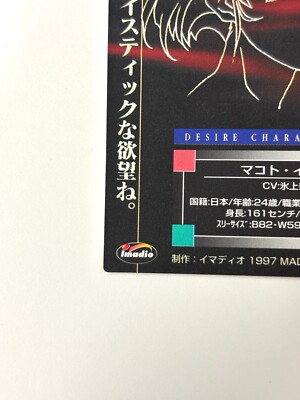 イスティックな欲望ね。
DESIRE CHARA
マコト・イ
CV:氷上
国籍:日本/年齢:24歳/職業
身長:161センチ/
スリーサイズ:B82・W59
imadio
制作：イマディオ 1997 MAD